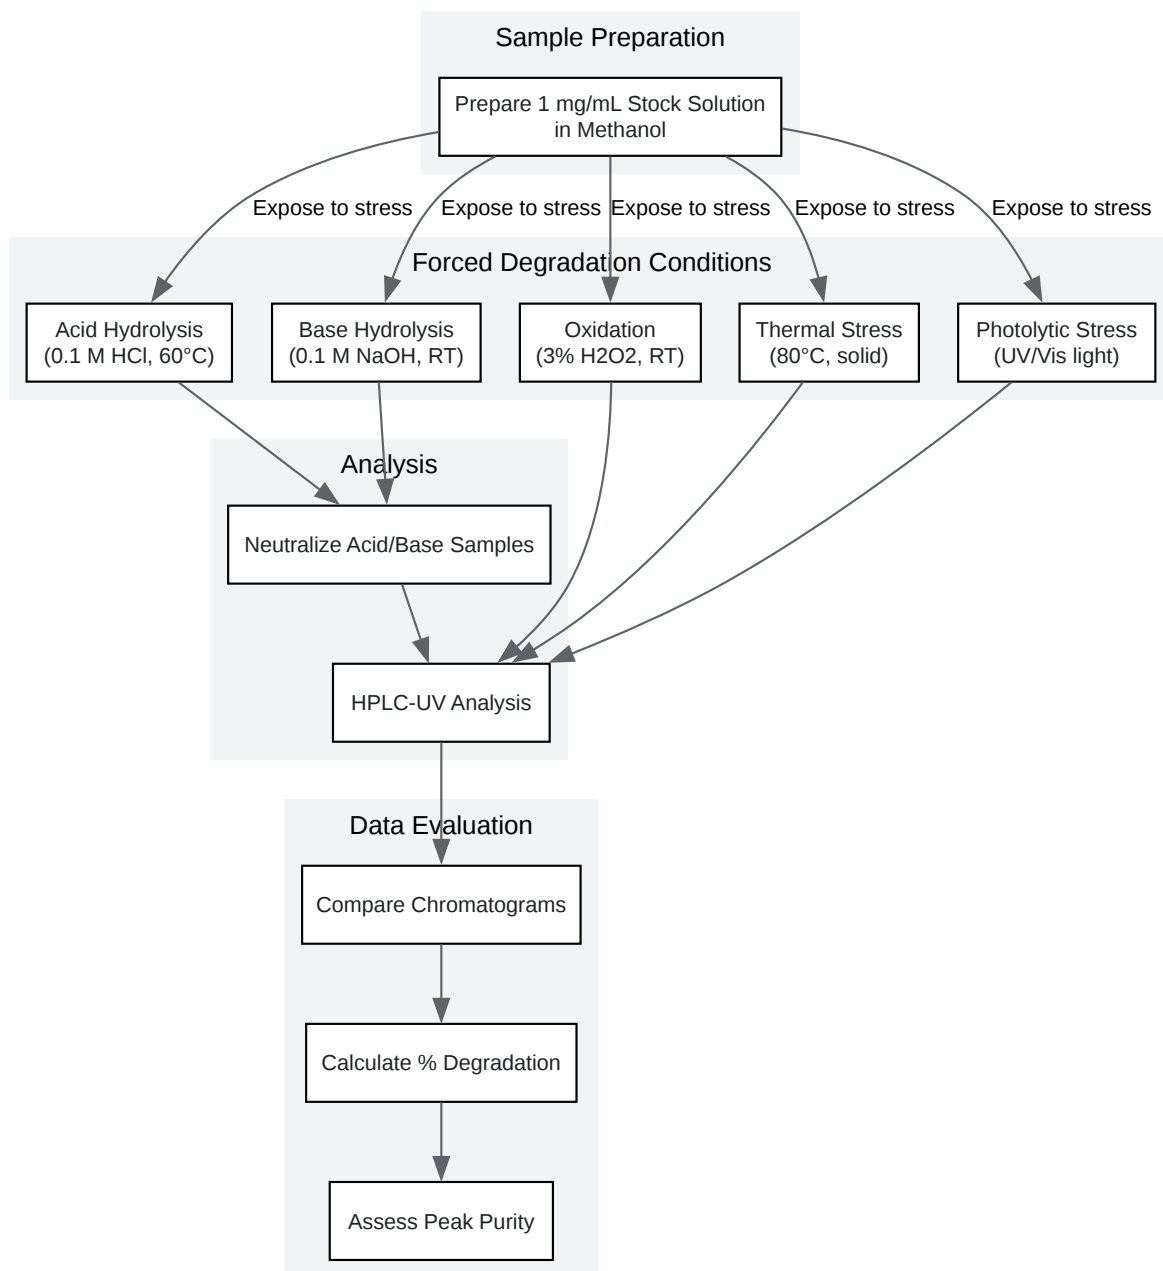 Sample Preparation
Prepare 1 mg/mL Stock Solution
in Methanol
Expose to stress
Expose to stress
Expose to stress
Expose to stress
Expose to stress
Forced Degradation Conditions
Acid Hydrolysis
(0.1 M HCl, 60°C)
Base Hydrolysis
(0.1 M NaOH, RT)
Oxidation
(3% H2O2, RT)
Thermal Stress
(80°C, solid)
Photolytic Stress
(UV/Vis light)
Analysis
Neutralize Acid/Base Samples
HPLC-UV Analysis
Data Evaluation
Compare Chromatograms
Calculate % Degradation
Assess Peak Purity